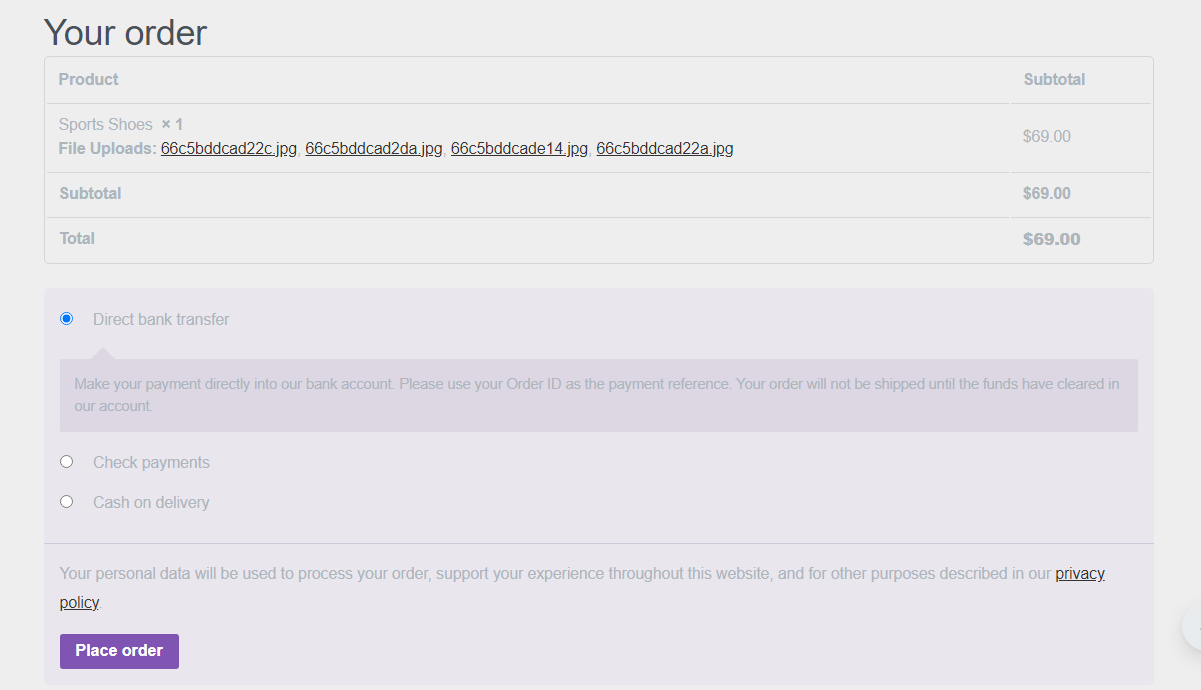 Your order
Product Subtotal
Sports Shoes × 1
File Uploads: 66c5bddcad22c.jpg, 66c5bddcad2da.jpg, 66c5bddcade14.jpg, 66c5bddcad22a.jpg
$69.00
Subtotal $69.00
Total $69.00
Direct bank transfer
Make your payment directly into our bank account. Please use your Order ID as the payment reference. Your order will not be shipped until the funds have cleared in
our account.
Check payments
Cash on delivery
Your personal data will be used to process your order, support your experience throughout this website, and for other purposes described in our privacy
policy.
Place order